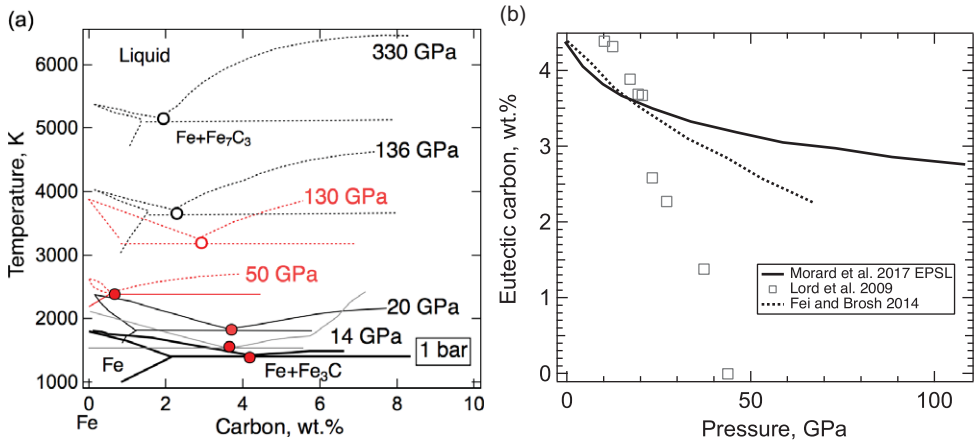 (a)
6000
5000
4000
3000
2000
1000
Temperature, K
Liquid
330 GPa
Fe+Fe7C3
136 GPa
130 GPa
50 GPa
20 GPa
14 GPa
1 bar
Fe
Fe+Fe3C
0 2 4 6 8 10
Fe
Carbon, wt.%
(b)
4
3
2
1
0
Eutectic carbon, wt.%
Morard et al. 2017 EPSL
Lord et al. 2009
Fei and Brosh 2014
0 50 100
Pressure, GPa